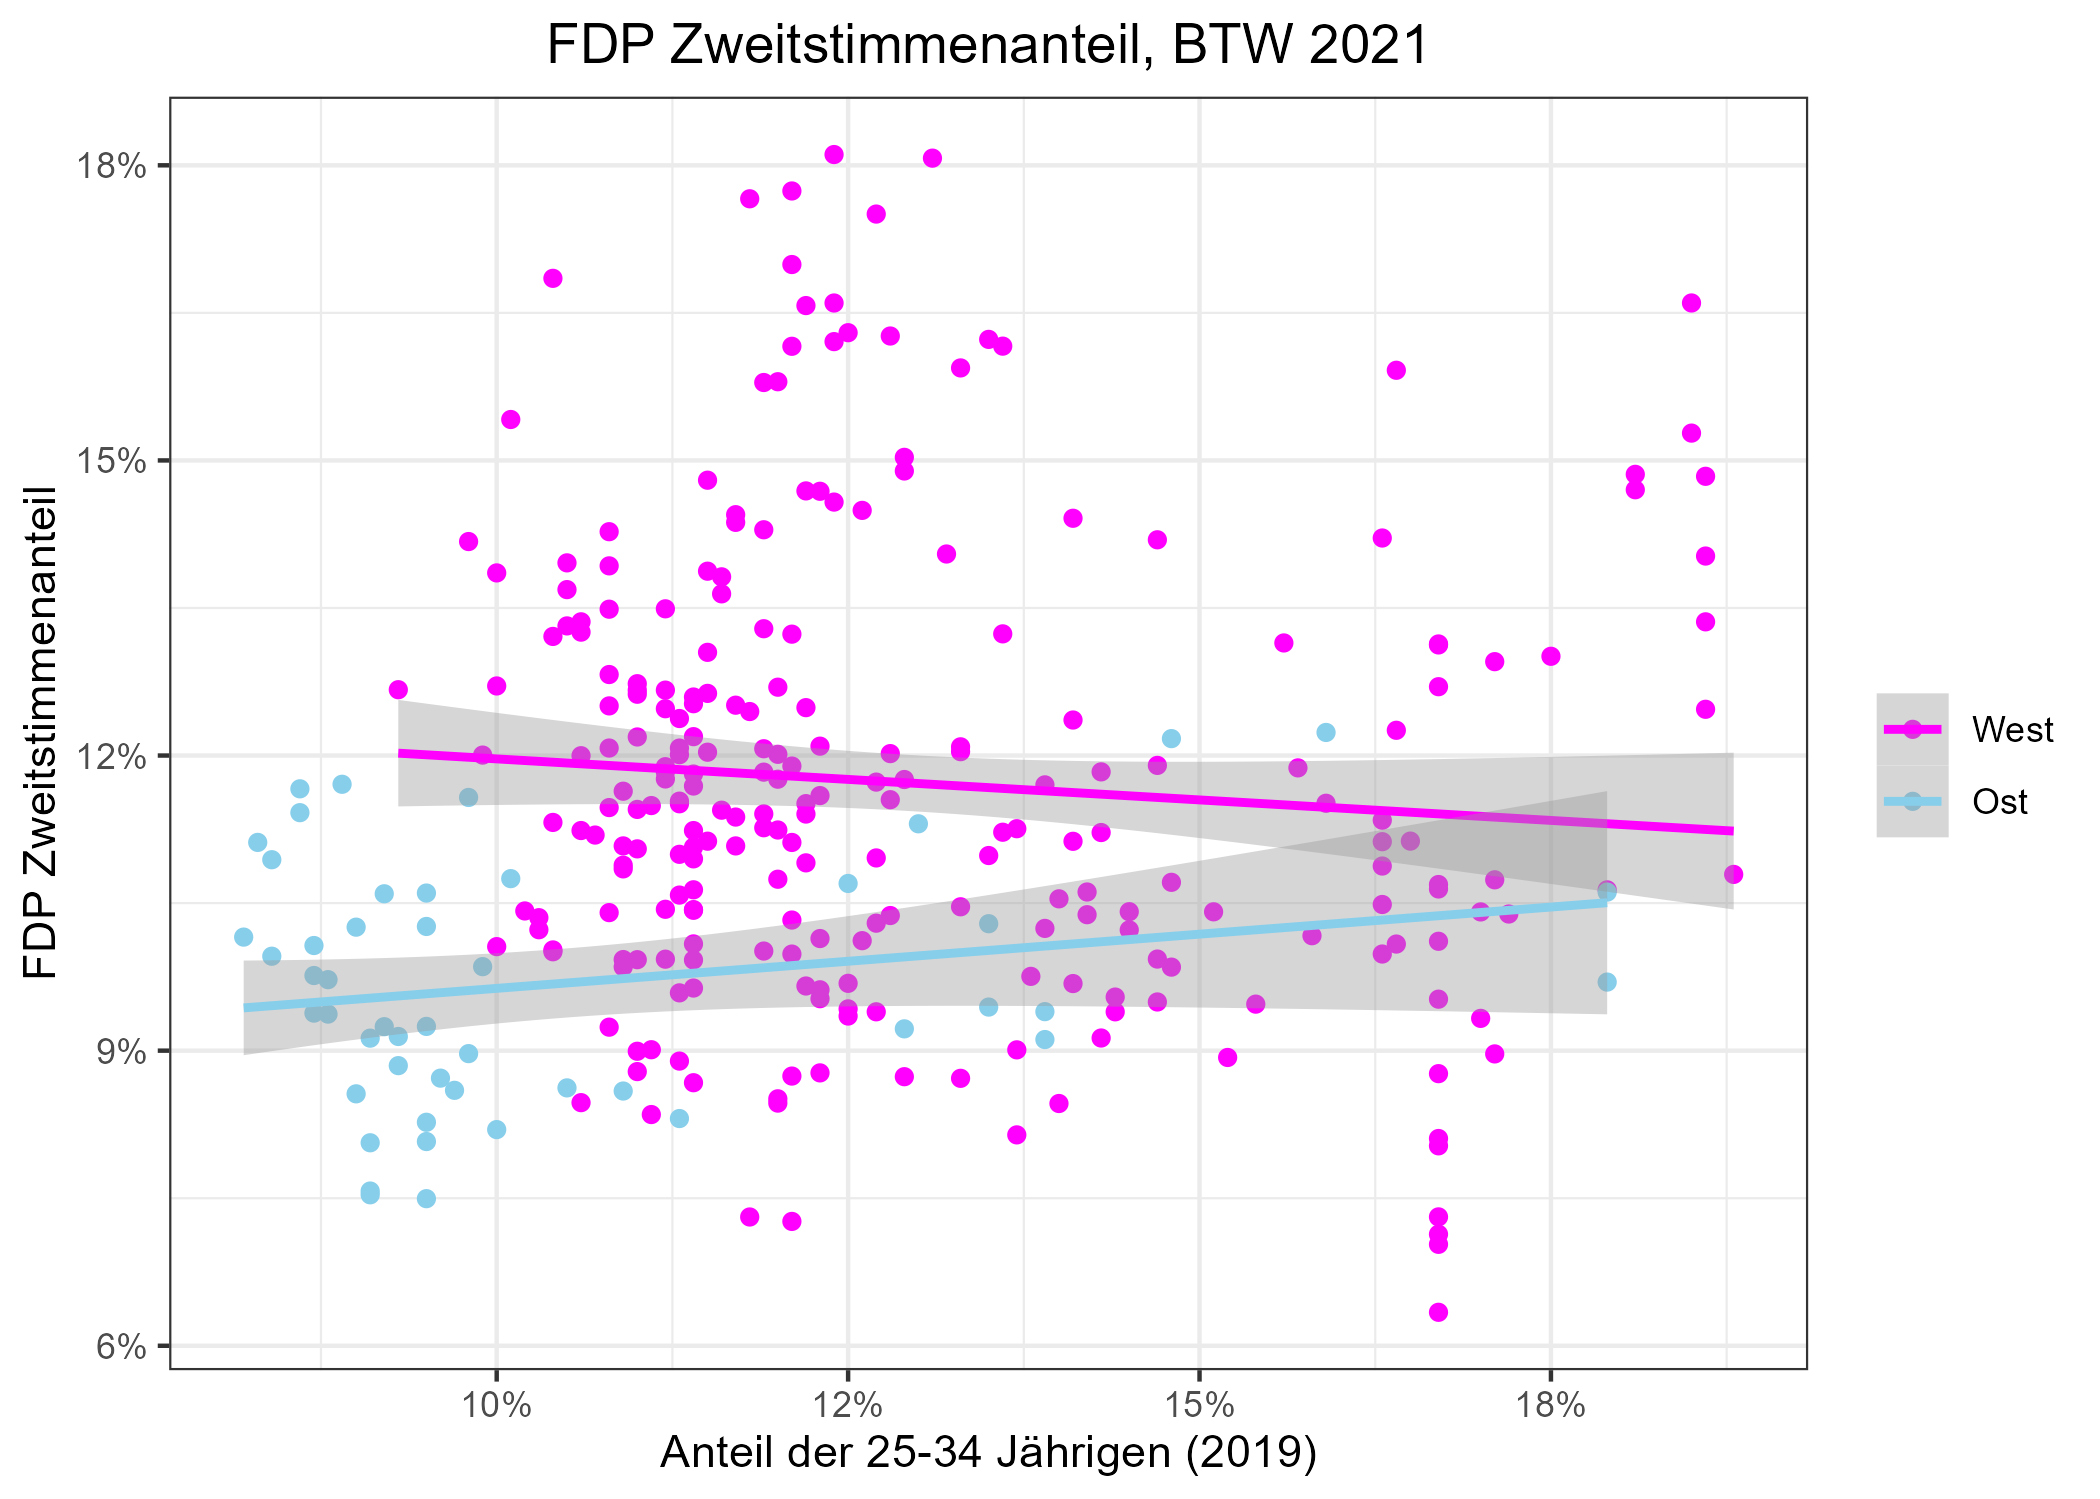 FDP Zweitstimmenanteil, BTW 2021
FDP Zweitstimmenanteil
18%
15%
12%
9%
6%
10%
12%
15%
18%
Anteil der 25-34 Jährigen (2019)
West
Ost